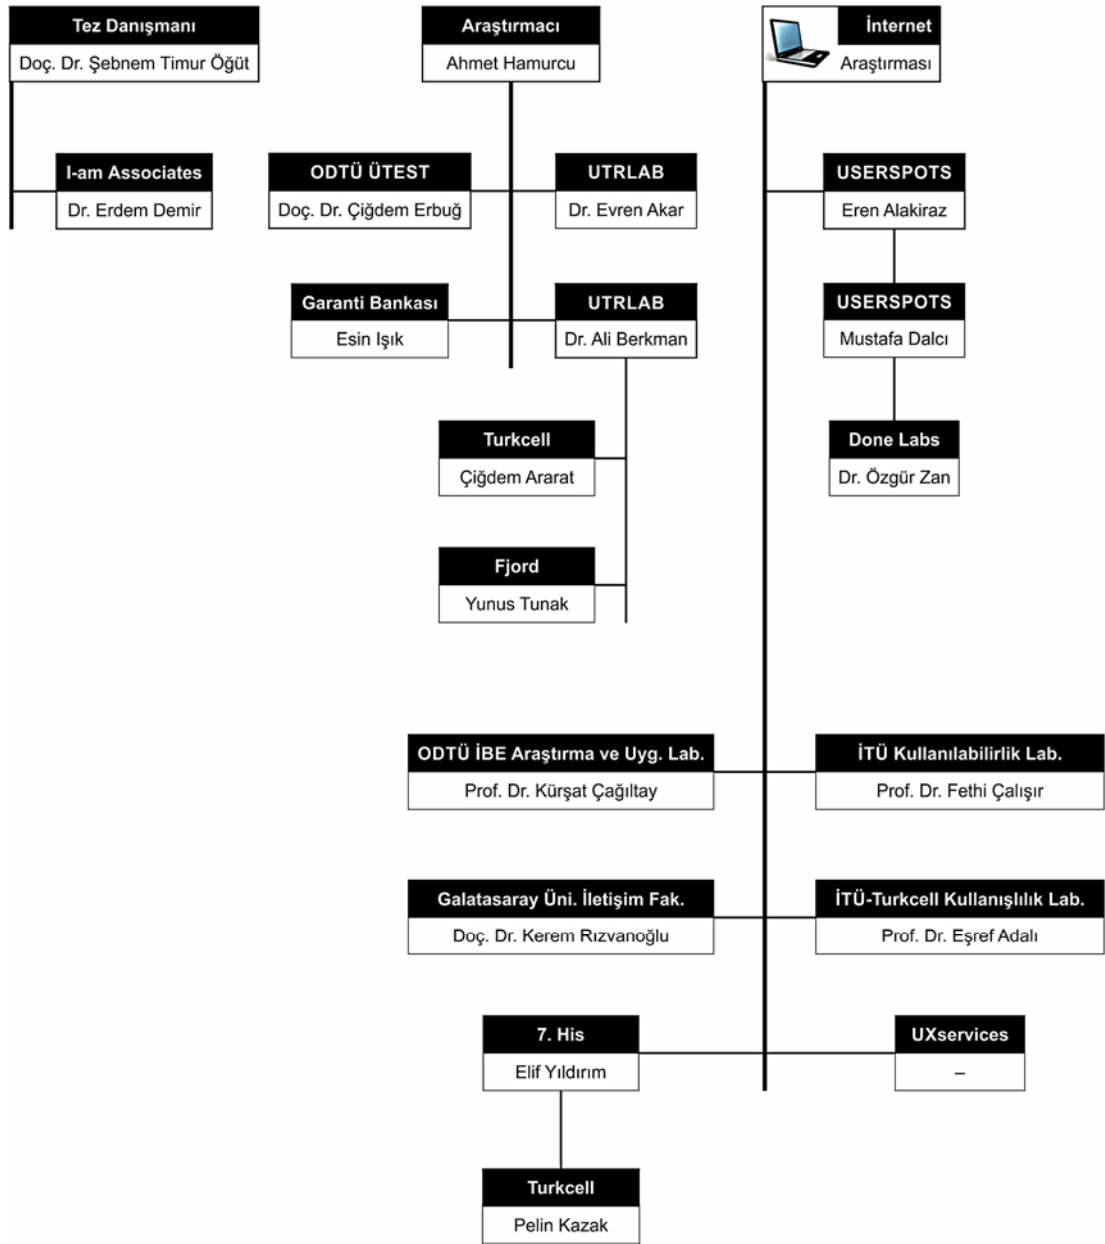 Tez Danışmanı
Doç. Dr. Şebnem Timur Öğüt
Araştırmacı
Ahmet Hamurcu
İnternet
Araştırması
I-am Associates
Dr. Erdem Demir
ODTÜ ÜTEST
Doç. Dr. Çiğdem Erbuğ
UTRLAB
Dr. Evren Akar
USERSPOTS
Eren Alakiraz
Garanti Bankası
Esin Işık
UTRLAB
Dr. Ali Berkman
USERSPOTS
Mustafa Dalcı
Turkcell
Çiğdem Ararat
Done Labs
Dr. Özgür Zan
Fjord
Yunus Tunak
ODTÜ İBE Araştırma ve Uyg. Lab.
Prof. Dr. Kürşat Çağıltay
İTÜ Kullanılabilirlik Lab.
Prof. Dr. Fethi Çalışır
Galatasaray Üni. İletişim Fak.
Doç. Dr. Kerem Rızvanoğlu
İTÜ-Turkcell Kullanışlılık Lab.
Prof. Dr. Eşref Adalı
7. His
Elif Yıldırım
UXservices
–
Turkcell
Pelin Kazak